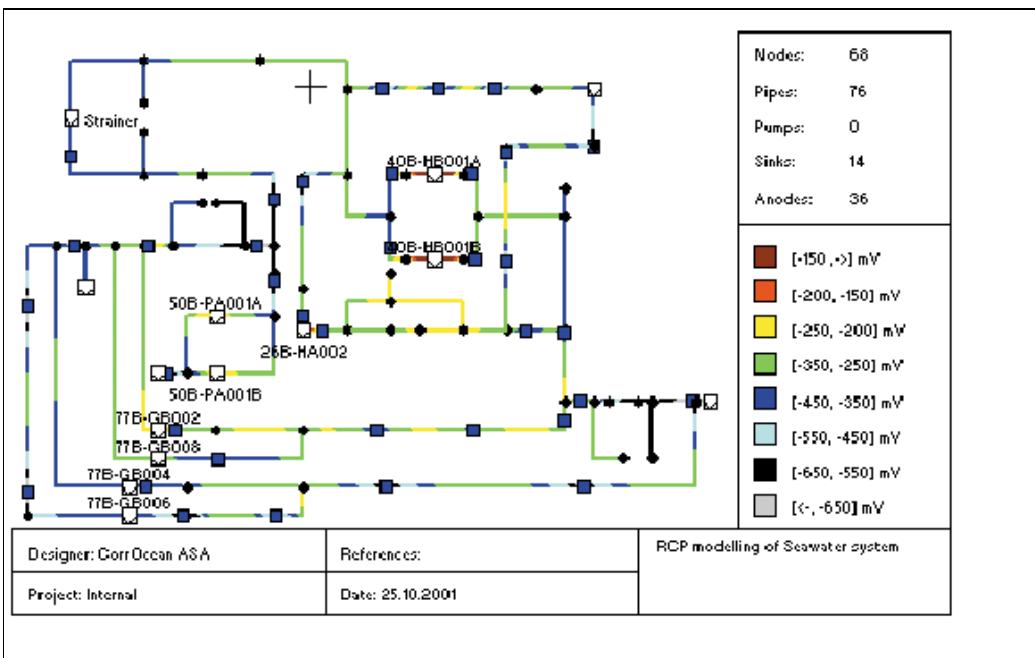 Nodes: 68
Pipes: 76
Pumps: 0
Sinks: 14
Anodes: 36
Strainer
40B-HB001A
40B-HB001B
50B-PA001A
26B-HA002
50B-PA001B
77B-GB002
77B-GB008
77B-GB004
77B-GB006
[-150, ->] mV
[-200, -150] mV
[-250, -200] mV
[-350, -250] mV
[-450, -350] mV
[-550, -450] mV
[-650, -550] mV
[<-, -650] mV
Designer: CorrOcean ASA
References:
RCP modelling of Seawater system
Project: Internal
Date: 25.10.2001